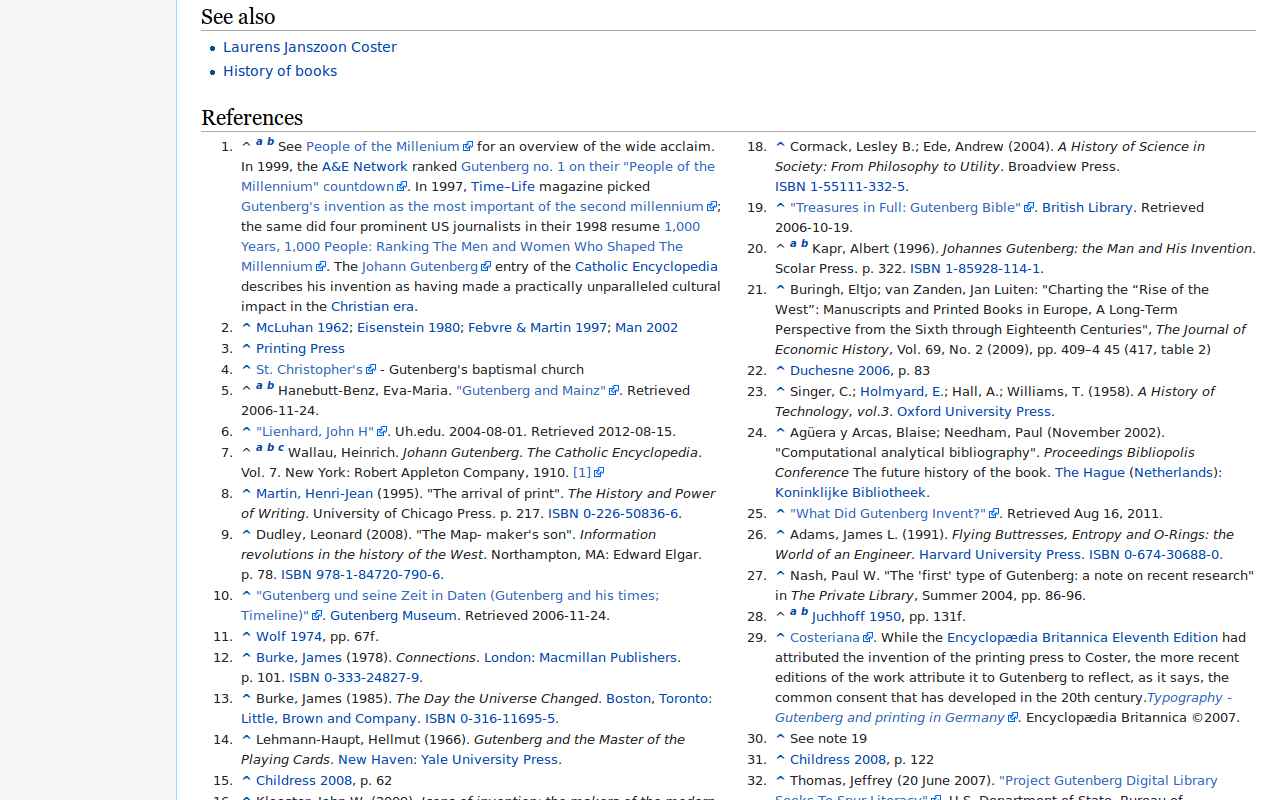 See also
Laurens Janszoon Coster
History of books
References
1. ^ a b See People of the Millenium for an overview of the wide acclaim.
In 1999, the A&E Network ranked Gutenberg no. 1 on their "People of the
Millennium" countdown. In 1997, Time–Life magazine picked
Gutenberg's invention as the most important of the second millennium;
the same did four prominent US journalists in their 1998 resume 1,000
Years, 1,000 People: Ranking The Men and Women Who Shaped The
Millennium. The Johann Gutenberg entry of the Catholic Encyclopedia
describes his invention as having made a practically unparalleled cultural
impact in the Christian era.
2. ^ McLuhan 1962; Eisenstein 1980; Febvre & Martin 1997; Man 2002
3. ^ Printing Press
4. ^ St. Christopher's - Gutenberg's baptismal church
5. ^ a b Hanebutt-Benz, Eva-Maria. "Gutenberg and Mainz". Retrieved
2006-11-24.
6. ^ "Lienhard, John H". Uh.edu. 2004-08-01. Retrieved 2012-08-15.
7. ^ a b c Wallau, Heinrich. Johann Gutenberg. The Catholic Encyclopedia.
Vol. 7. New York: Robert Appleton Company, 1910. [1]
8. ^ Martin, Henri-Jean (1995). "The arrival of print". The History and Power
of Writing. University of Chicago Press. p. 217. ISBN 0-226-50836-6.
9. ^ Dudley, Leonard (2008). "The Map- maker's son". Information
revolutions in the history of the West. Northampton, MA: Edward Elgar.
p. 78. ISBN 978-1-84720-790-6.
10. ^ "Gutenberg und seine Zeit in Daten (Gutenberg and his times;
Timeline)". Gutenberg Museum. Retrieved 2006-11-24.
11. ^ Wolf 1974, pp. 67f.
12. ^ Burke, James (1978). Connections. London: Macmillan Publishers.
p. 101. ISBN 0-333-24827-9.
13. ^ Burke, James (1985). The Day the Universe Changed. Boston, Toronto:
Little, Brown and Company. ISBN 0-316-11695-5.
14. ^ Lehmann-Haupt, Hellmut (1966). Gutenberg and the Master of the
Playing Cards. New Haven: Yale University Press.
15. ^ Childress 2008, p. 62
18. ^ Cormack, Lesley B.; Ede, Andrew (2004). A History of Science in
Society: From Philosophy to Utility. Broadview Press.
ISBN 1-55111-332-5.
19. ^ "Treasures in Full: Gutenberg Bible". British Library. Retrieved
2006-10-19.
20. ^ a b Kapr, Albert (1996). Johannes Gutenberg: the Man and His Invention.
Scolar Press. p. 322. ISBN 1-85928-114-1.
21. ^ Buringh, Eltjo; van Zanden, Jan Luiten: "Charting the “Rise of the
West”: Manuscripts and Printed Books in Europe, A Long-Term
Perspective from the Sixth through Eighteenth Centuries", The Journal of
Economic History, Vol. 69, No. 2 (2009), pp. 409–4 45 (417, table 2)
22. ^ Duchesne 2006, p. 83
23. ^ Singer, C.; Holmyard, E.; Hall, A.; Williams, T. (1958). A History of
Technology, vol.3. Oxford University Press.
24. ^ Agüera y Arcas, Blaise; Needham, Paul (November 2002).
"Computational analytical bibliography". Proceedings Bibliopolis
Conference The future history of the book. The Hague (Netherlands):
Koninklijke Bibliotheek.
25. ^ "What Did Gutenberg Invent?". Retrieved Aug 16, 2011.
26. ^ Adams, James L. (1991). Flying Buttresses, Entropy and O-Rings: the
World of an Engineer. Harvard University Press. ISBN 0-674-30688-0.
27. ^ Nash, Paul W. "The 'first' type of Gutenberg: a note on recent research"
in The Private Library, Summer 2004, pp. 86-96.
28. ^ a b Juchhoff 1950, pp. 131f.
29. ^ Costeriana. While the Encyclopædia Britannica Eleventh Edition had
attributed the invention of the printing press to Coster, the more recent
editions of the work attribute it to Gutenberg to reflect, as it says, the
common consent that has developed in the 20th century.Typography -
Gutenberg and printing in Germany. Encyclopædia Britannica ©2007.
30. ^ See note 19
31. ^ Childress 2008, p. 122
32. ^ Thomas, Jeffrey (20 June 2007). "Project Gutenberg Digital Library